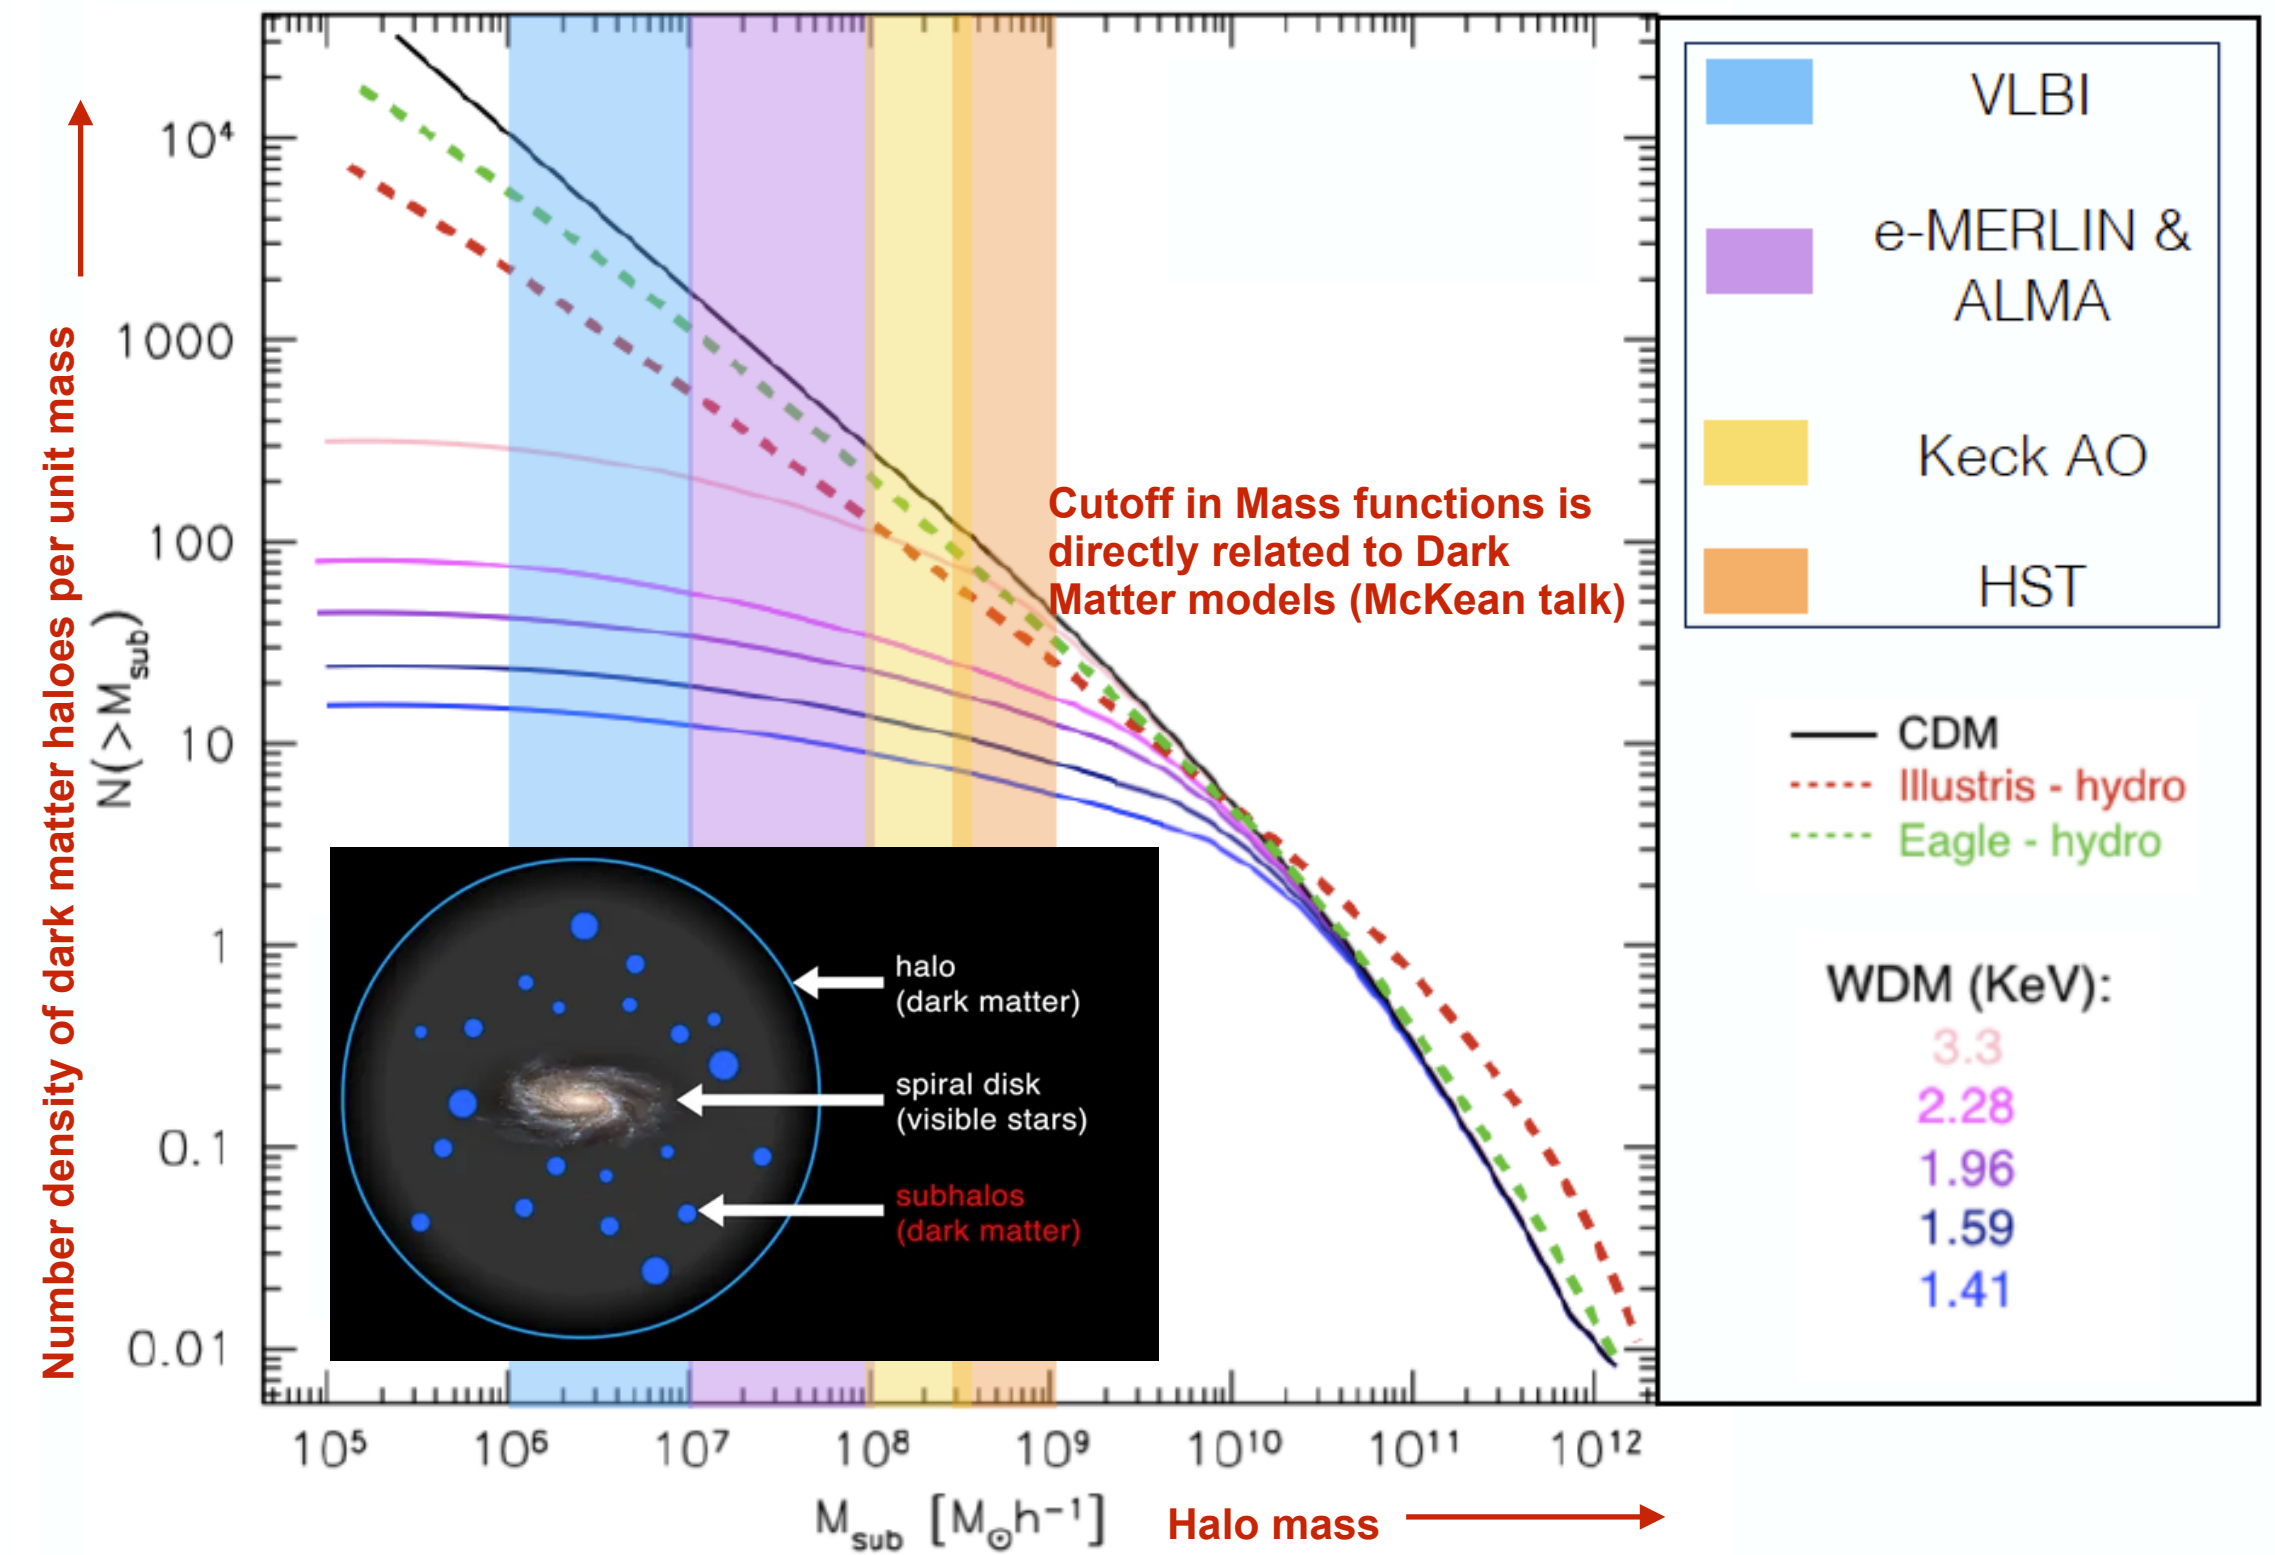 Number density of dark matter haloes per unit mass
N(>M_sub)
10⁴
1000
100
10
1
0.1
0.01
Cutoff in Mass functions is
directly related to Dark
Matter models (McKean talk)
halo
(dark matter)
spiral disk
(visible stars)
subhalos
(dark matter)
10⁵ 10⁶ 10⁷ 10⁸ 10⁹ 10¹⁰ 10¹¹ 10¹²
M_sub [M☉h⁻¹]
Halo mass
VLBI
e-MERLIN &
ALMA
Keck AO
HST
CDM
Illustris - hydro
Eagle - hydro
WDM (KeV):
3.3
2.28
1.96
1.59
1.41